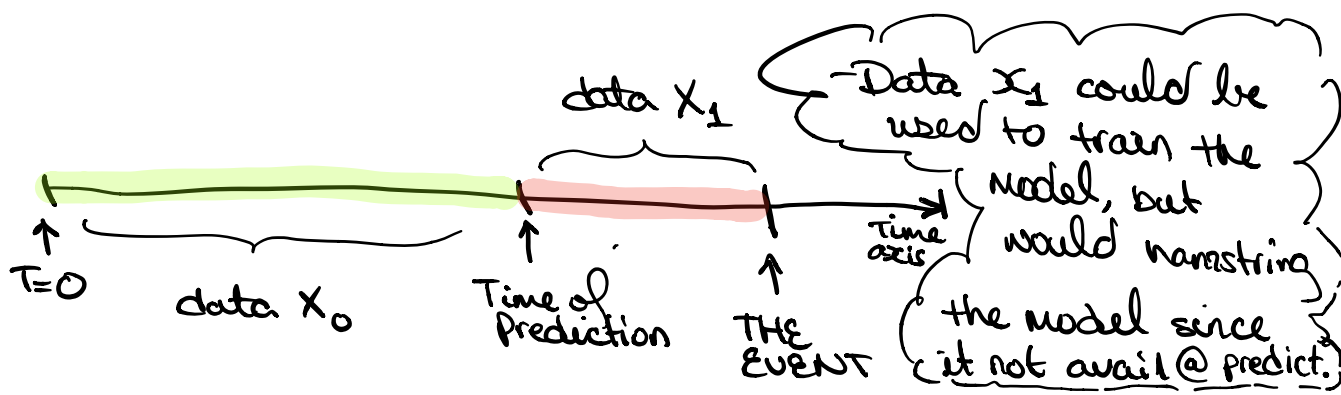 data X₁
T=0
data X₀
Time of
Prediction
THE
EVENT
Time
axis
-Data X₁ could be
used to train the
model, but
would hamstring
the model since
it not avail @ predict.